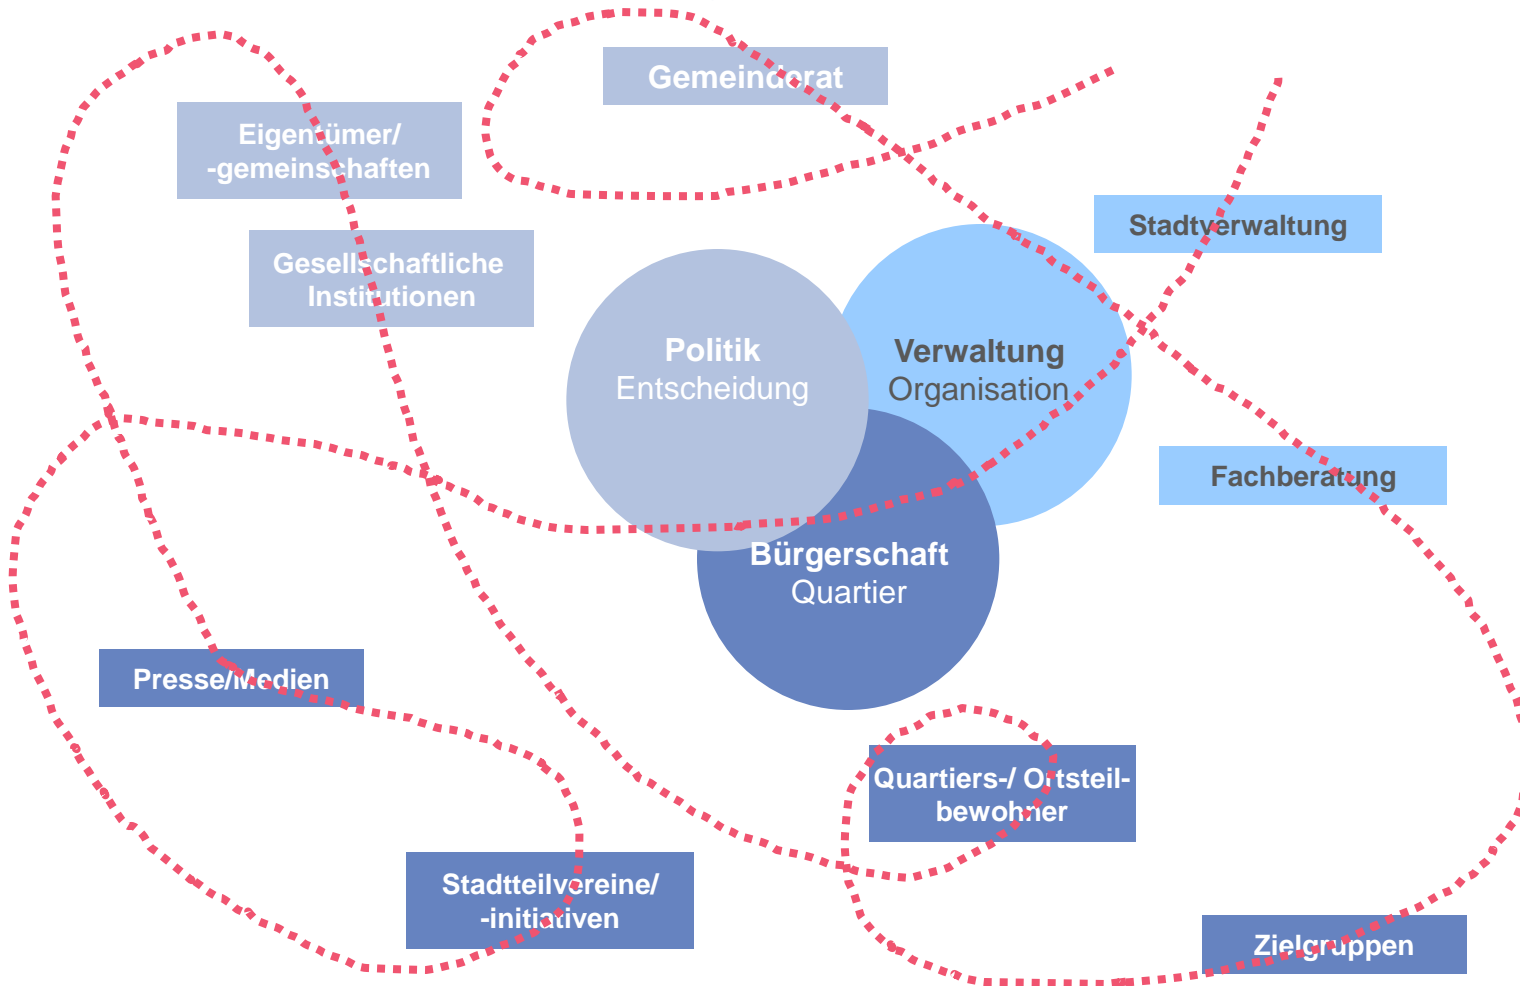 Gemeinderat
Eigentümer/
-gemeinschaften
Stadtverwaltung
Gesellschaftliche
Institutionen
Politik
Entscheidung
Verwaltung
Organisation
Fachberatung
Bürgerschaft
Quartier
Presse/Medien
Quartiers-/ Ortsteil-
bewohner
Stadtteilvereine/
-initiativen
Zielgruppen